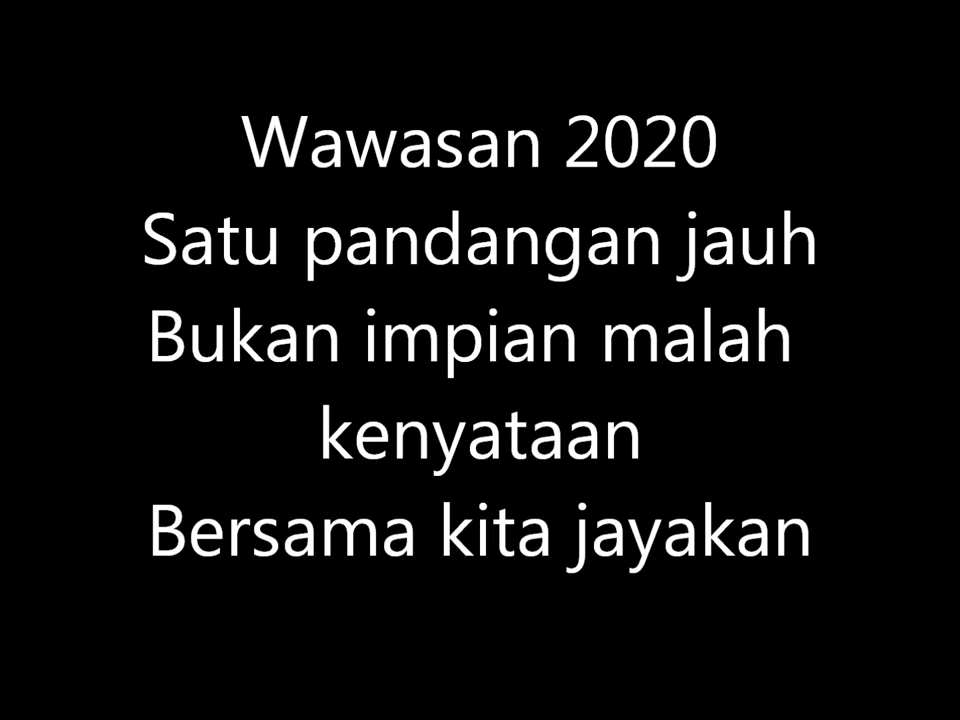 Wawasan 2020
Satu pandangan jauh
Bukan impian malah
kenyataan
Bersama kita jayakan